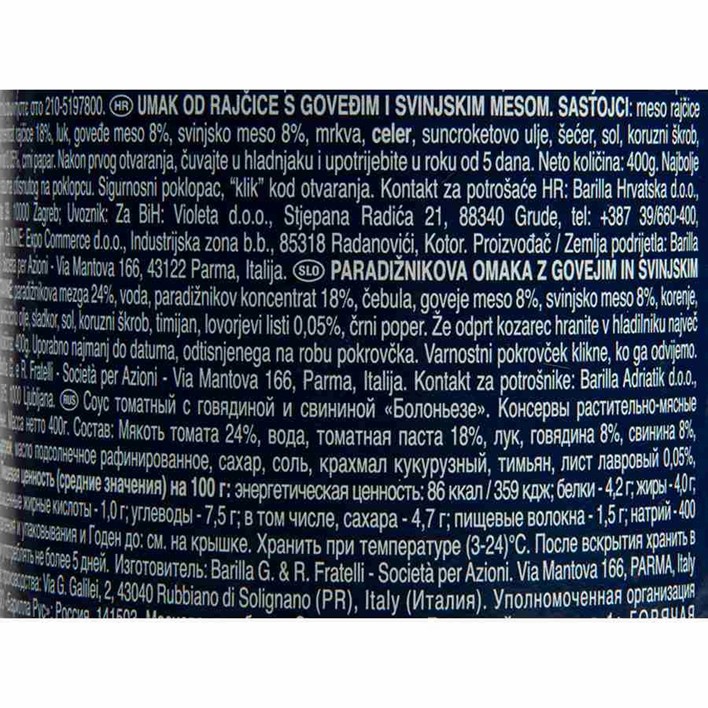 ото 210-5197800. HR UMAK OD RAJČICE S GOVEĐIM I SVINJSKIM MESOM. SASTOJCI: meso rajčice
rajčice 18%, luk, goveđe meso 8%, svinjsko meso 8%, mrkva, celer, suncroketovo ulje, šećer, sol, koruzni škrob,
crni papar. Nakon prvog otvaranja, čuvajte u hladnjaku i upotrijebite u roku od 5 dana. Neto količina: 400g. Najbolje
otisnutog na poklopcu. Sigurnosni poklopac, “klik” kod otvaranja. Kontakt za potrošaće HR: Barilla Hrvatska d.o.o.,
10000 Zagreb; Uvoznik: Za BiH: Violeta d.o.o., Stjepana Radića 21, 88340 Grude, tel: +387 39/660-400,
Za MNE: Expo Commerce d.o.o., Industrijska zona b.b., 85318 Radanovići, Kotor. Proizvođač / Zemlja podrijetla: Barilla
per Azioni - Via Mantova 166, 43122 Parma, Italija. SLO PARADIŽNIKOVA OMAKA Z GOVEJIM IN SVINJSKIM
paradižnikova mezga 24%, voda, paradižnikov koncentrat 18%, čebula, goveje meso 8%, svinjsko meso 8%, korenje,
olje, sladkor, sol, koruzni škrob, timijan, lovorjevi listi 0,05%, črni poper. Že odprt kozarec hranite v hladilniku največ
400g. Uporabno najmanj do datuma, odtisnjenega na robu pokrovčka. Varnostni pokrovček klikne, ko ga odvijemo.
e R. Fratelli - Società per Azioni - Via Mantova 166, Parma, Italija. Kontakt za potrošnike: Barilla Adriatik d.o.o.,
1000 Ljubljana. RUS Соус томатный с говядиной и свининой «Болоньезе». Консервы растительно-мясные
Масса нетто 400г. Состав: Мякоть томата 24%, вода, томатная паста 18%, лук, говядина 8%, свинина 8%,
масло подсолнечное рафинированное, сахар, соль, крахмал кукурузный, тимьян, лист лавровый 0,05%,
ценность (средние значения) на 100 г: энергетическая ценность: 86 ккал / 359 кдж; белки - 4,2 г; жиры - 4,0 г;
жирные кислоты - 1,0 г; углеводы - 7,5 г; в том числе, сахара - 4,7 г; пищевые волокна - 1,5 г; натрий - 400
и упаковывания и Годен до: см. на крышке. Хранить при температуре (3-24)°С. После вскрытия хранить в
не более 5 дней. Изготовитель: Barilla G. & R. Fratelli - Società per Azioni. Via Mantova 166, PARMA, Italy
Via G. Galilei, 2, 43040 Rubbiano di Solignano (PR), Italy (Италия). Уполномоченная организация
Рус»: Россия, 141502,